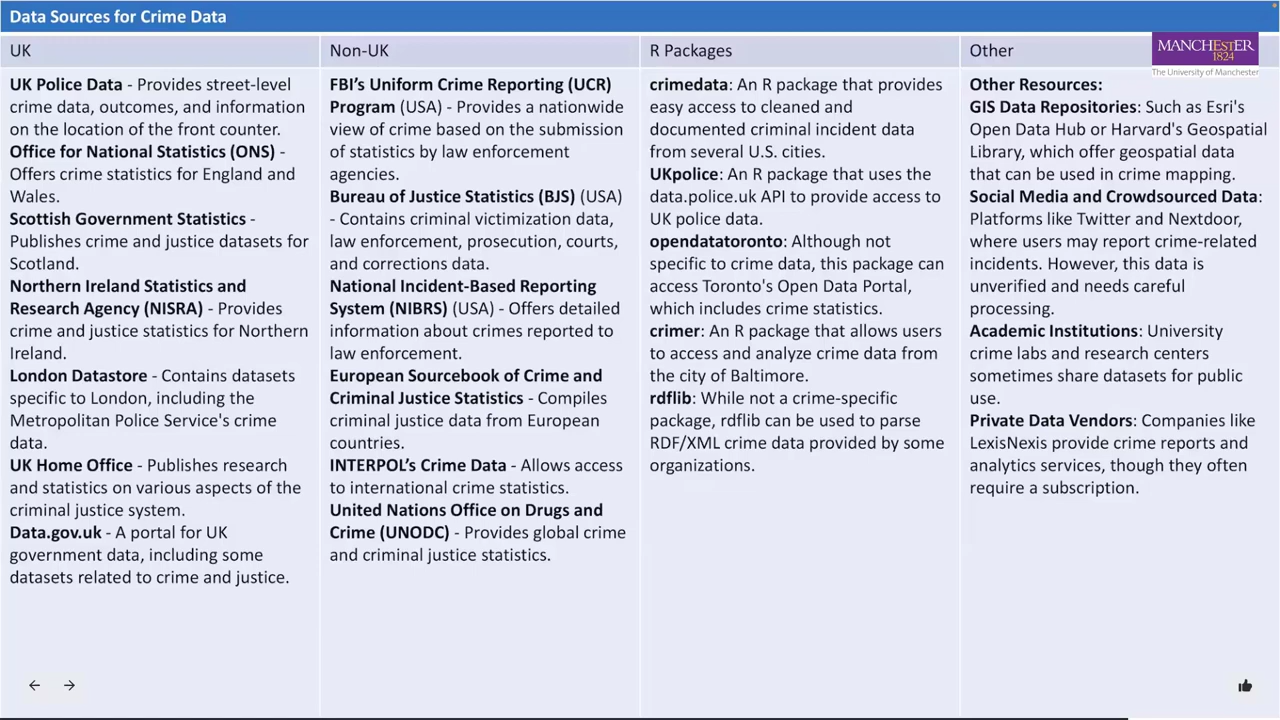 Data Sources for Crime Data
MANCHESTER
1824
The University of Manchester
UK
UK Police Data - Provides street-level
crime data, outcomes, and information
on the location of the front counter.
Office for National Statistics (ONS) -
Offers crime statistics for England and
Wales.
Scottish Government Statistics -
Publishes crime and justice datasets for
Scotland.
Northern Ireland Statistics and
Research Agency (NISRA) - Provides
crime and justice statistics for Northern
Ireland.
London Datastore - Contains datasets
specific to London, including the
Metropolitan Police Service's crime
data.
UK Home Office - Publishes research
and statistics on various aspects of the
criminal justice system.
Data.gov.uk - A portal for UK
government data, including some
datasets related to crime and justice.
Non-UK
FBI’s Uniform Crime Reporting (UCR)
Program (USA) - Provides a nationwide
view of crime based on the submission
of statistics by law enforcement
agencies.
Bureau of Justice Statistics (BJS) (USA)
- Contains criminal victimization data,
law enforcement, prosecution, courts,
and corrections data.
National Incident-Based Reporting
System (NIBRS) (USA) - Offers detailed
information about crimes reported to
law enforcement.
European Sourcebook of Crime and
Criminal Justice Statistics - Compiles
criminal justice data from European
countries.
INTERPOL’s Crime Data - Allows access
to international crime statistics.
United Nations Office on Drugs and
Crime (UNODC) - Provides global crime
and criminal justice statistics.
R Packages
crimedata: An R package that provides
easy access to cleaned and
documented criminal incident data
from several U.S. cities.
UKpolice: An R package that uses the
data.police.uk API to provide access to
UK police data.
opendatatoronto: Although not
specific to crime data, this package can
access Toronto's Open Data Portal,
which includes crime statistics.
crimer: An R package that allows users
to access and analyze crime data from
the city of Baltimore.
rdflib: While not a crime-specific
package, rdflib can be used to parse
RDF/XML crime data provided by some
organizations.
Other
Other Resources:
GIS Data Repositories: Such as Esri's
Open Data Hub or Harvard's Geospatial
Library, which offer geospatial data
that can be used in crime mapping.
Social Media and Crowdsourced Data:
Platforms like Twitter and Nextdoor,
where users may report crime-related
incidents. However, this data is
unverified and needs careful
processing.
Academic Institutions: University
crime labs and research centers
sometimes share datasets for public
use.
Private Data Vendors: Companies like
LexisNexis provide crime reports and
analytics services, though they often
require a subscription.